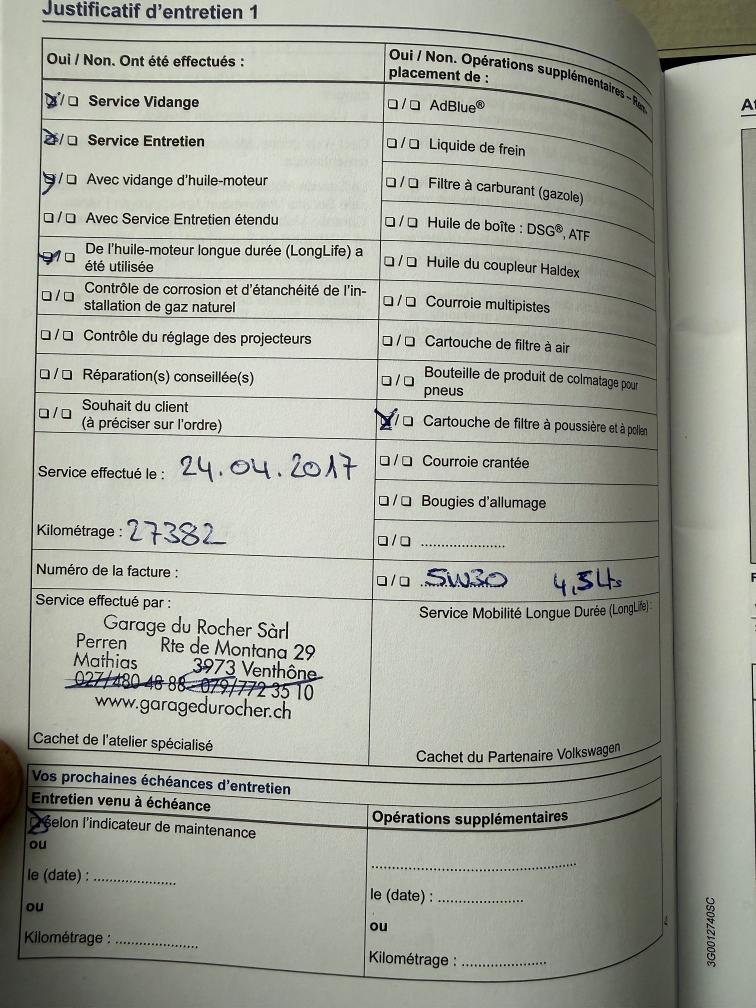 Justificatif d'entretien 1
Oui / Non. Ont été effectués :
❏/❏ Service Vidange
❏/❏ Service Entretien
❏/❏ Avec vidange d'huile-moteur
❏/❏ Avec Service Entretien étendu
❏/❏ De l'huile-moteur longue durée (LongLife) a
été utilisée
❏/❏ Contrôle de corrosion et d'étanchéité de l'in-
stallation de gaz naturel
❏/❏ Contrôle du réglage des projecteurs
❏/❏ Réparation(s) conseillée(s)
❏/❏ Souhait du client
(à préciser sur l'ordre)
Service effectué le : 24.04.2017
Kilométrage : 27382
Numéro de la facture :
Service effectué par :
Garage du Rocher Sàrl
Perren Rte de Montana 29
Mathias 3973 Venthône
027/480 48 88 079/772 35 10
www.garagedurocher.ch
Cachet de l'atelier spécialisé
Oui / Non. Opérations supplémentaires – Rem-
placement de :
❏/❏ AdBlue®
❏/❏ Liquide de frein
❏/❏ Filtre à carburant (gazole)
❏/❏ Huile de boîte : DSG®, ATF
❏/❏ Huile du coupleur Haldex
❏/❏ Courroie multipistes
❏/❏ Cartouche de filtre à air
❏/❏ Bouteille de produit de colmatage pour
pneus
❏/❏ Cartouche de filtre à poussière et à pollen
❏/❏ Courroie crantée
❏/❏ Bougies d'allumage
❏/❏ .....................
❏/❏ 5W30 4,5 Lts
Service Mobilité Longue Durée (LongLife) :
Cachet du Partenaire Volkswagen
Vos prochaines échéances d'entretien
Entretien venu à échéance
❏ selon l'indicateur de maintenance
ou
le (date) : .....................
ou
Kilométrage : .....................
Opérations supplémentaires
.....................
le (date) : .....................
ou
Kilométrage : .....................
3G0012740SC